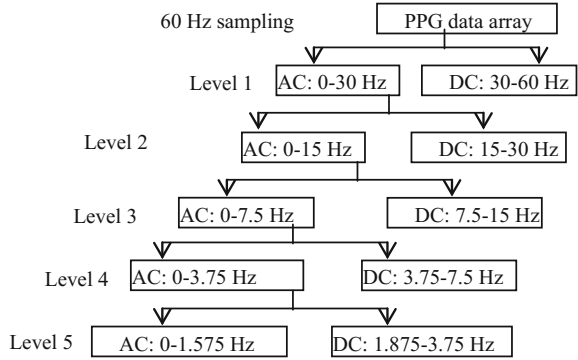 60 Hz sampling PPG data array
Level 1 AC: 0-30 Hz DC: 30-60 Hz
Level 2 AC: 0-15 Hz DC: 15-30 Hz
Level 3 AC: 0-7.5 Hz DC: 7.5-15 Hz
Level 4 AC: 0-3.75 Hz DC: 3.75-7.5 Hz
Level 5 AC: 0-1.575 Hz DC: 1.875-3.75 Hz